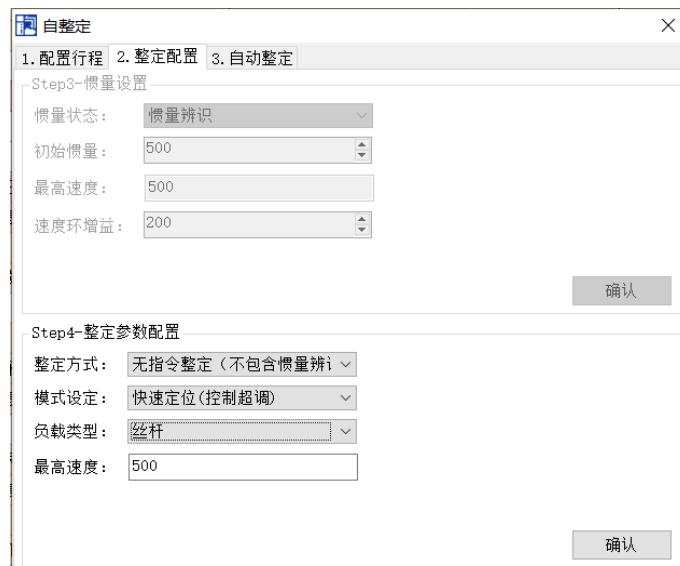 自整定
1.配置行程 2.整定配置 3.自动整定
Step3-惯量设置
惯量状态： 惯量辨识
初始惯量： 500
最高速度： 500
速度环增益： 200
确认
Step4-整定参数配置
整定方式： 无指令整定（不包含惯量辨
模式设定： 快速定位(控制超调)
负载类型： 丝杆
最高速度： 500
确认